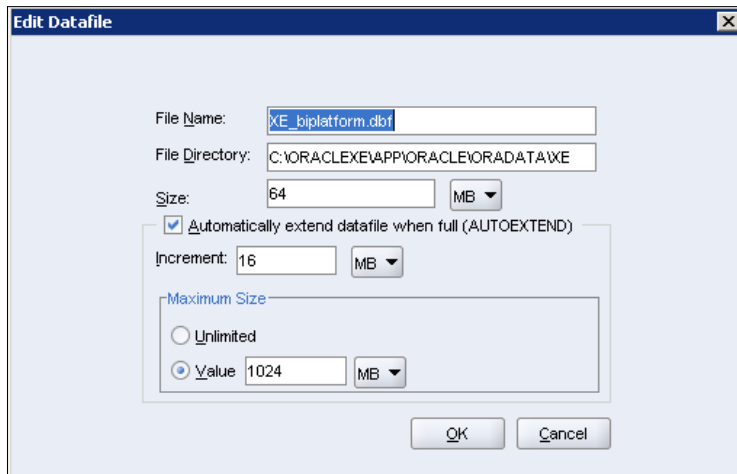 Edit Datafile
File Name: XE_biplatform.dbf
File Directory: C:\ORACLEXE\APP\ORACLE\ORADATA\XE
Size: 64 MB
Automatically extend datafile when full (AUTOEXTEND)
Increment: 16 MB
Maximum Size
Unlimited
Value 1024 MB
OK Cancel